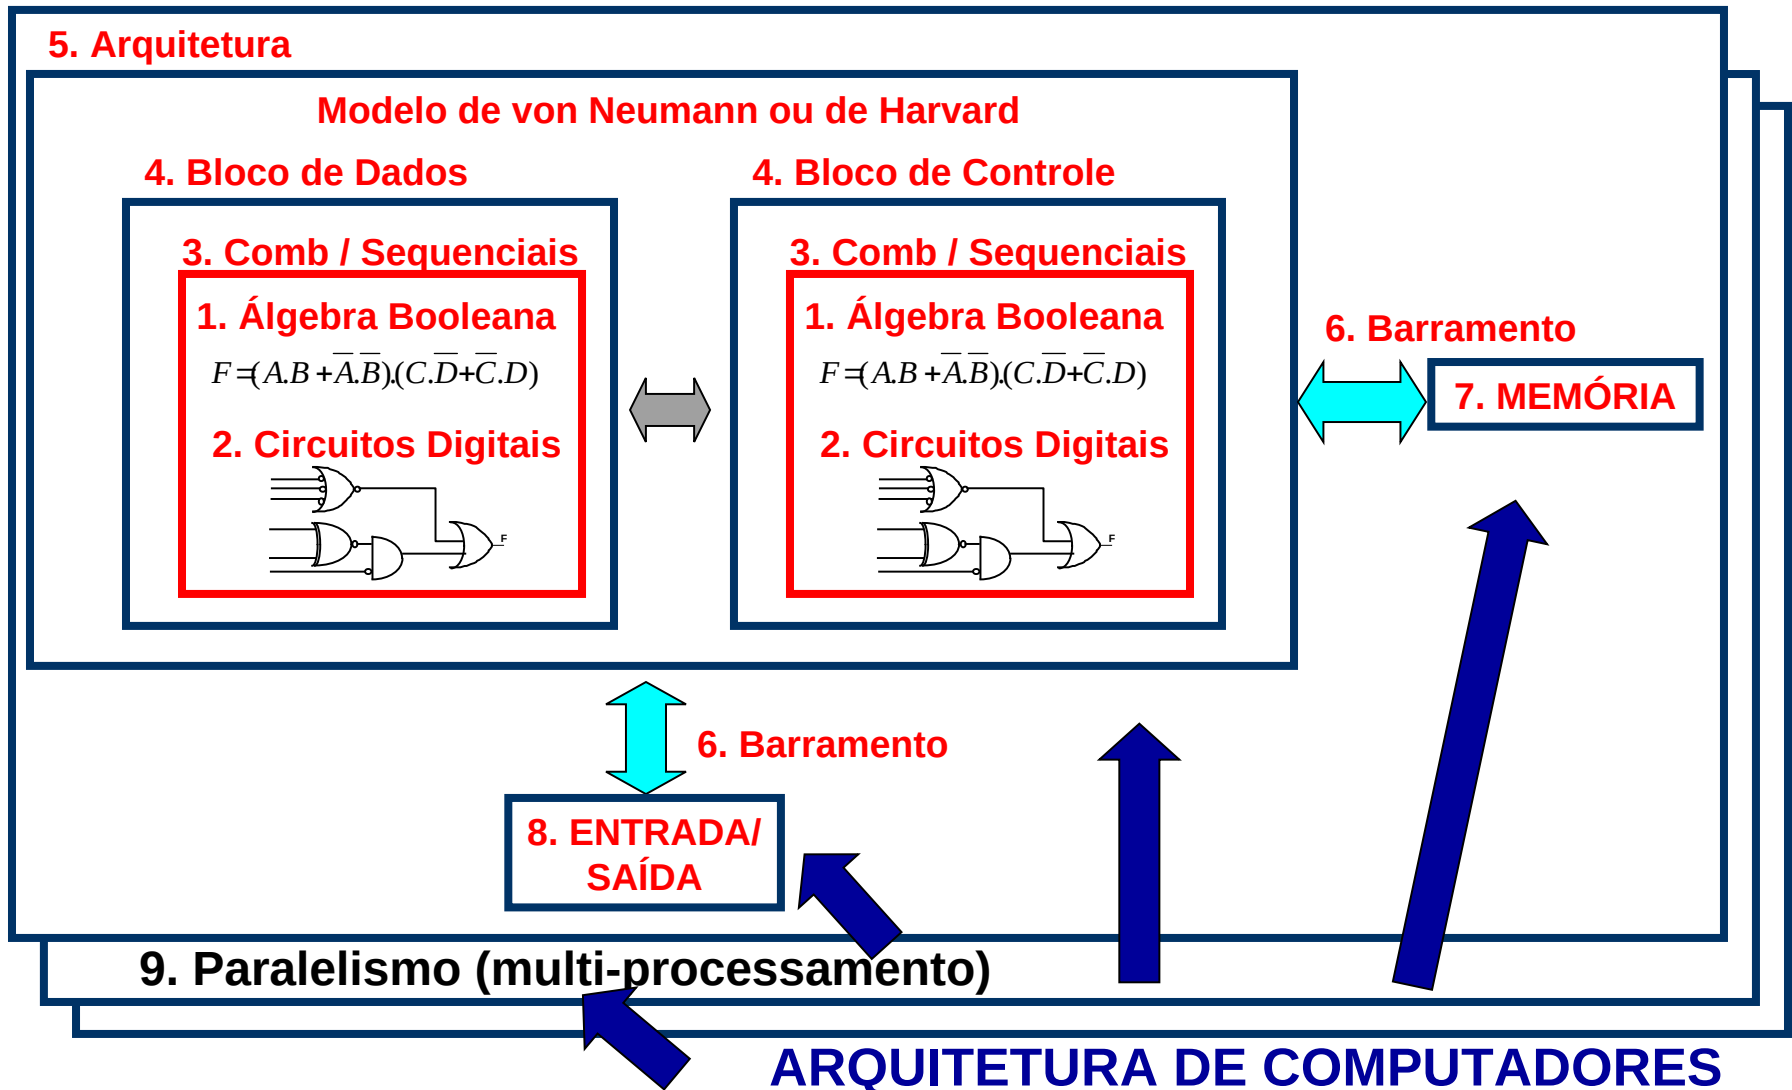 5. Arquitetura
Modelo de von Neumann ou de Harvard
4. Bloco de Dados
4. Bloco de Controle
3. Comb / Sequenciais
3. Comb / Sequenciais
1. Álgebra Booleana
1. Álgebra Booleana
F=(A.B+A̅.B̅).(C.D̅+C̅.D)
F=(A.B+A̅.B̅).(C.D̅+C̅.D)
2. Circuitos Digitais
2. Circuitos Digitais
F
F
6. Barramento
7. MEMÓRIA
6. Barramento
8. ENTRADA/
SAÍDA
9. Paralelismo (multi-processamento)
ARQUITETURA DE COMPUTADORES